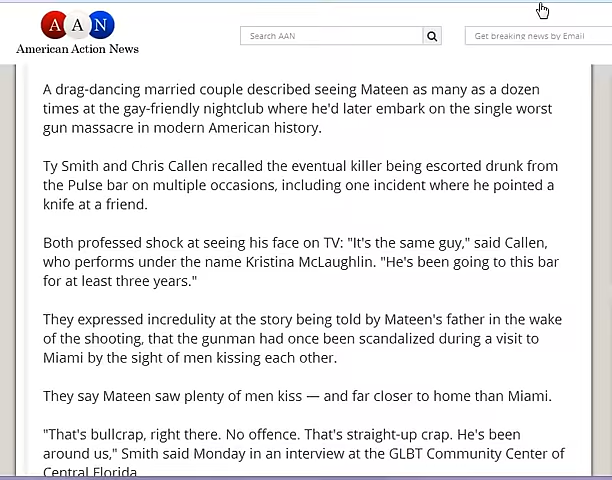 A A N
American Action News
Search AAN
Get breaking news by Email
A drag-dancing married couple described seeing Mateen as many as a dozen
times at the gay-friendly nightclub where he'd later embark on the single worst
gun massacre in modern American history.
Ty Smith and Chris Callen recalled the eventual killer being escorted drunk from
the Pulse bar on multiple occasions, including one incident where he pointed a
knife at a friend.
Both professed shock at seeing his face on TV: "It's the same guy," said Callen,
who performs under the name Kristina McLaughlin. "He's been going to this bar
for at least three years."
They expressed incredulity at the story being told by Mateen's father in the wake
of the shooting, that the gunman had once been scandalized during a visit to
Miami by the sight of men kissing each other.
They say Mateen saw plenty of men kiss — and far closer to home than Miami.
"That's bullcrap, right there. No offence. That's straight-up crap. He's been
around us," Smith said Monday in an interview at the GLBT Community Center of
Central Florida